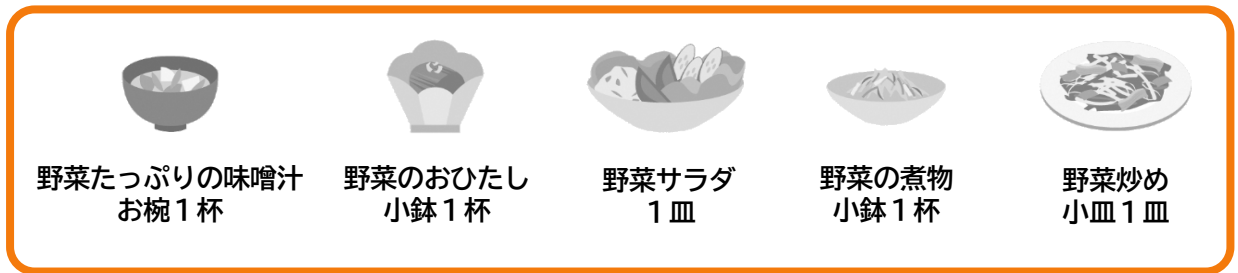 野菜たっぷりの味噌汁
お椀１杯
野菜のおひたし
小鉢１杯
野菜サラダ
１皿
野菜の煮物
小鉢１杯
野菜炒め
小皿１皿